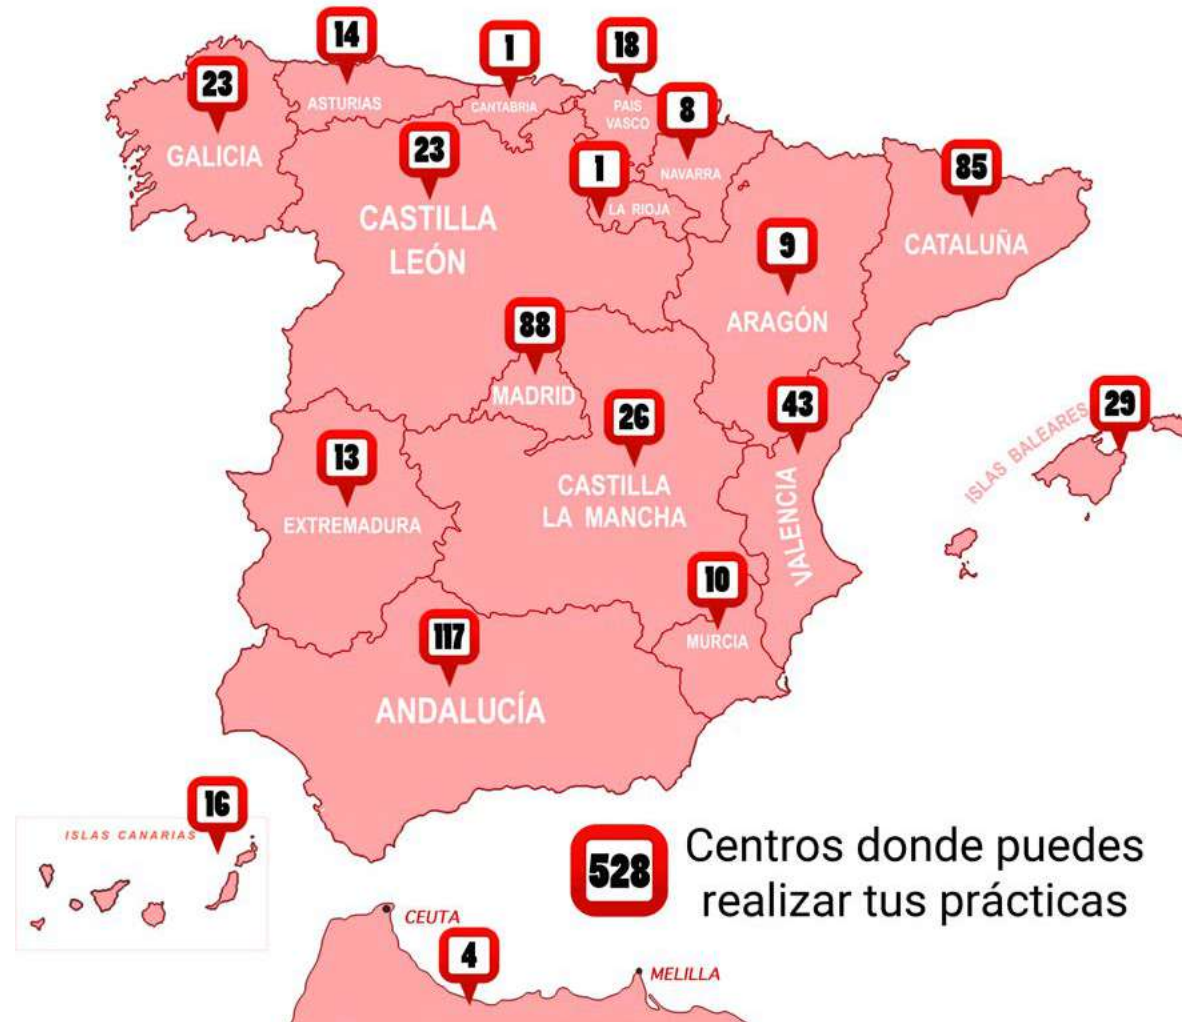 14
ASTURIAS
1
CANTABRIA
18
PAIS
VASCO
23
GALICIA
8
NAVARRA
23
CASTILLA
LEÓN
1
LA RIOJA
85
CATALUÑA
9
ARAGÓN
88
MADRID
43
VALENCIA
29
ISLAS BALEARES
26
CASTILLA
LA MANCHA
13
EXTREMADURA
10
MURCIA
117
ANDALUCÍA
16
ISLAS CANARIAS
528
Centros donde puedes
realizar tus prácticas
CEUTA
4
MELILLA